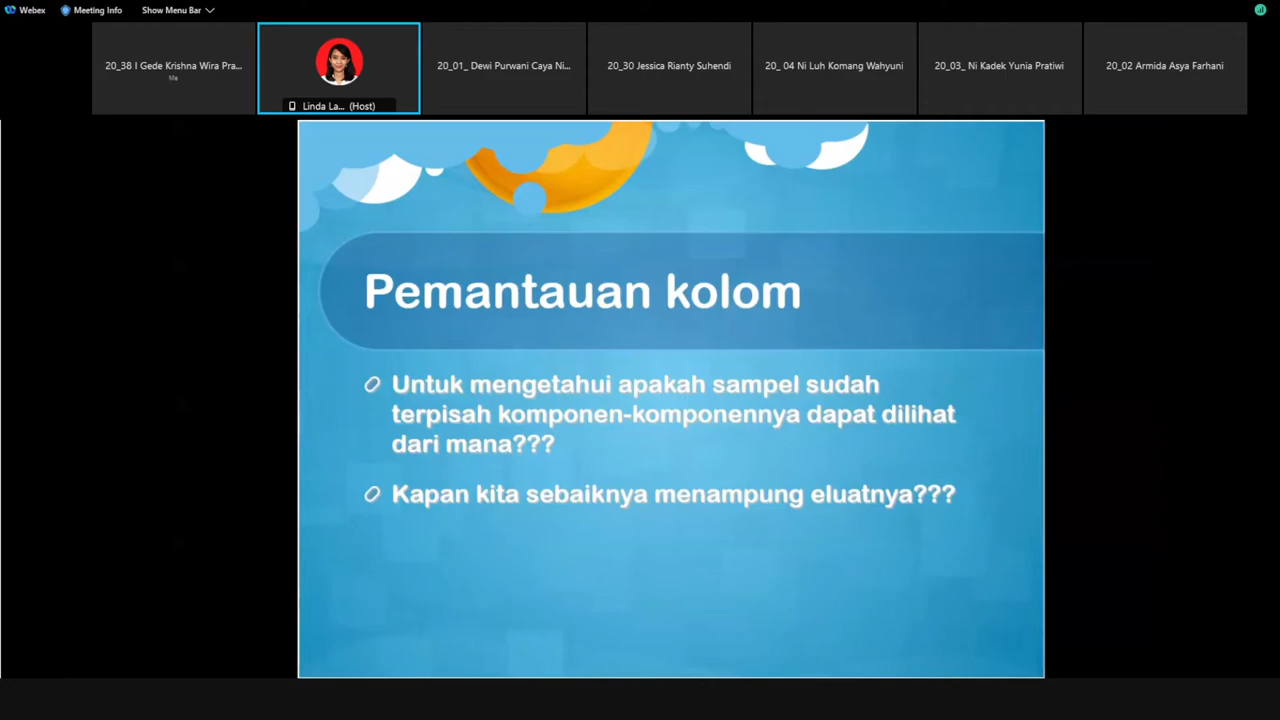 Webex
Meeting Info
Show Menu Bar
20_38 I Gede Krishna Wira Pra...
Me
Linda La... (Host)
20_01_ Dewi Purwani Caya Ni...
20_30 Jessica Rianty Suhendi
20_ 04 Ni Luh Komang Wahyuni
20_03_ Ni Kadek Yunia Pratiwi
20_02 Armida Asya Farhani
Pemantauan kolom
Untuk mengetahui apakah sampel sudah
terpisah komponen-komponennya dapat dilihat
dari mana???
Kapan kita sebaiknya menampung eluatnya???